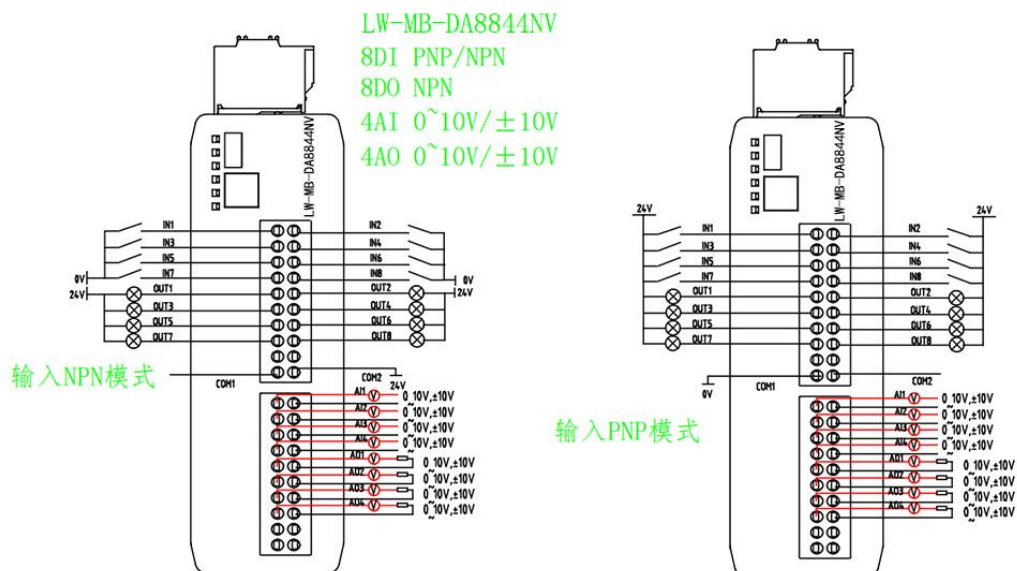 LW-MB-DA8844NV
8DI PNP/NPN
8DO NPN
4AI 0~10V/±10V
4AO 0~10V/±10V
LW-MB-DA8844NV
IN1
IN2
IN3
IN4
IN5
IN6
IN7
IN8
0V
0V
24V
24V
OUT1
OUT2
OUT3
OUT4
OUT5
OUT6
OUT7
OUT8
输入NPN模式
COM1
COM2
24V
AI1 V 0~10V,±10V
AI2 V 0~10V,±10V
AI3 V 0~10V,±10V
AI4 V 0~10V,±10V
AO1 V 0~10V,±10V
AO2 V 0~10V,±10V
AO3 V 0~10V,±10V
AO4 V 0~10V,±10V
LW-MB-DA8844NV
24V
24V
IN1
IN2
IN3
IN4
IN5
IN6
IN7
IN8
OUT1
OUT2
OUT3
OUT4
OUT5
OUT6
OUT7
OUT8
0V
COM1
COM2
输入PNP模式
AI1 V 0~10V,±10V
AI2 V 0~10V,±10V
AI3 V 0~10V,±10V
AI4 V 0~10V,±10V
AO1 V 0~10V,±10V
AO2 V 0~10V,±10V
AO3 V 0~10V,±10V
AO4 V 0~10V,±10V